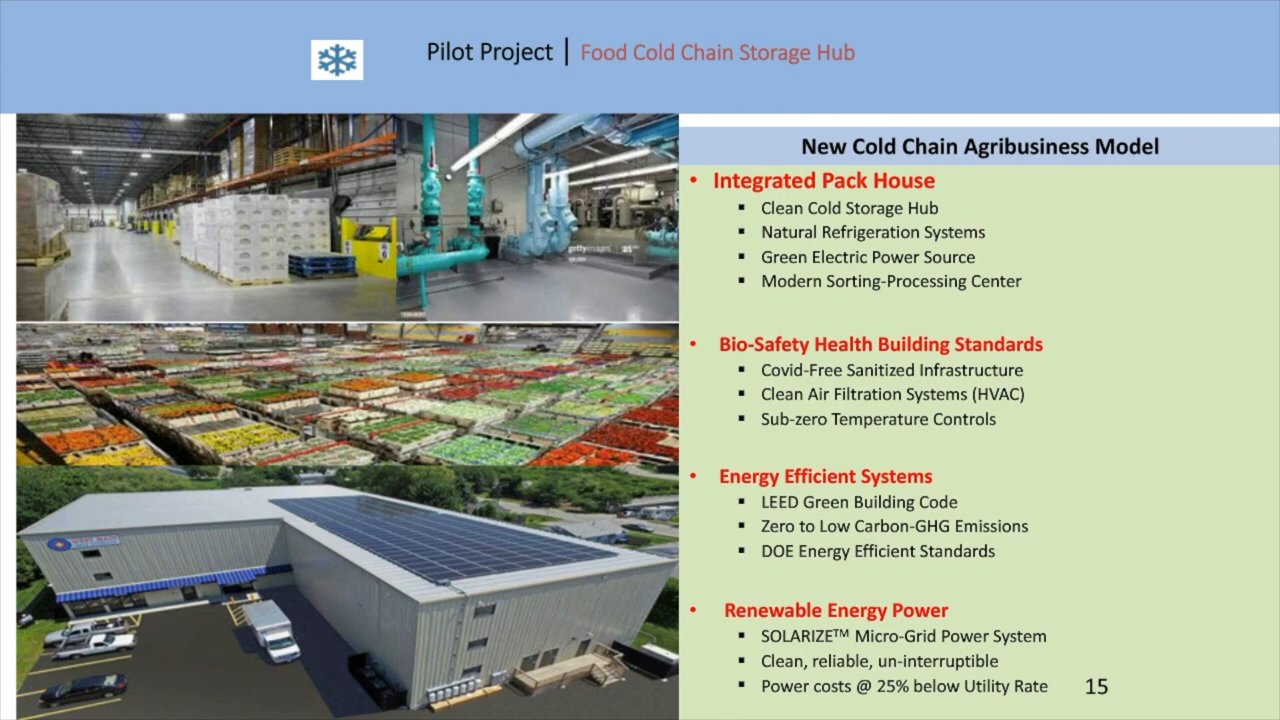 Pilot Project | Food Cold Chain Storage Hub
New Cold Chain Agribusiness Model
• Integrated Pack House
▪ Clean Cold Storage Hub
▪ Natural Refrigeration Systems
▪ Green Electric Power Source
▪ Modern Sorting-Processing Center
• Bio-Safety Health Building Standards
▪ Covid-Free Sanitized Infrastructure
▪ Clean Air Filtration Systems (HVAC)
▪ Sub-zero Temperature Controls
• Energy Efficient Systems
▪ LEED Green Building Code
▪ Zero to Low Carbon-GHG Emissions
▪ DOE Energy Efficient Standards
• Renewable Energy Power
▪ SOLARIZE™ Micro-Grid Power System
▪ Clean, reliable, un-interruptible
▪ Power costs @ 25% below Utility Rate
15
gettyimages